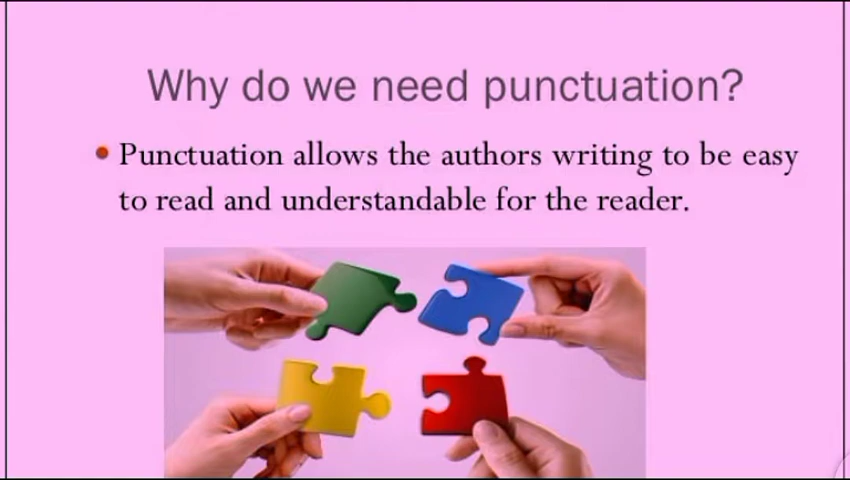 Why do we need punctuation?
Punctuation allows the authors writing to be easy
to read and understandable for the reader.